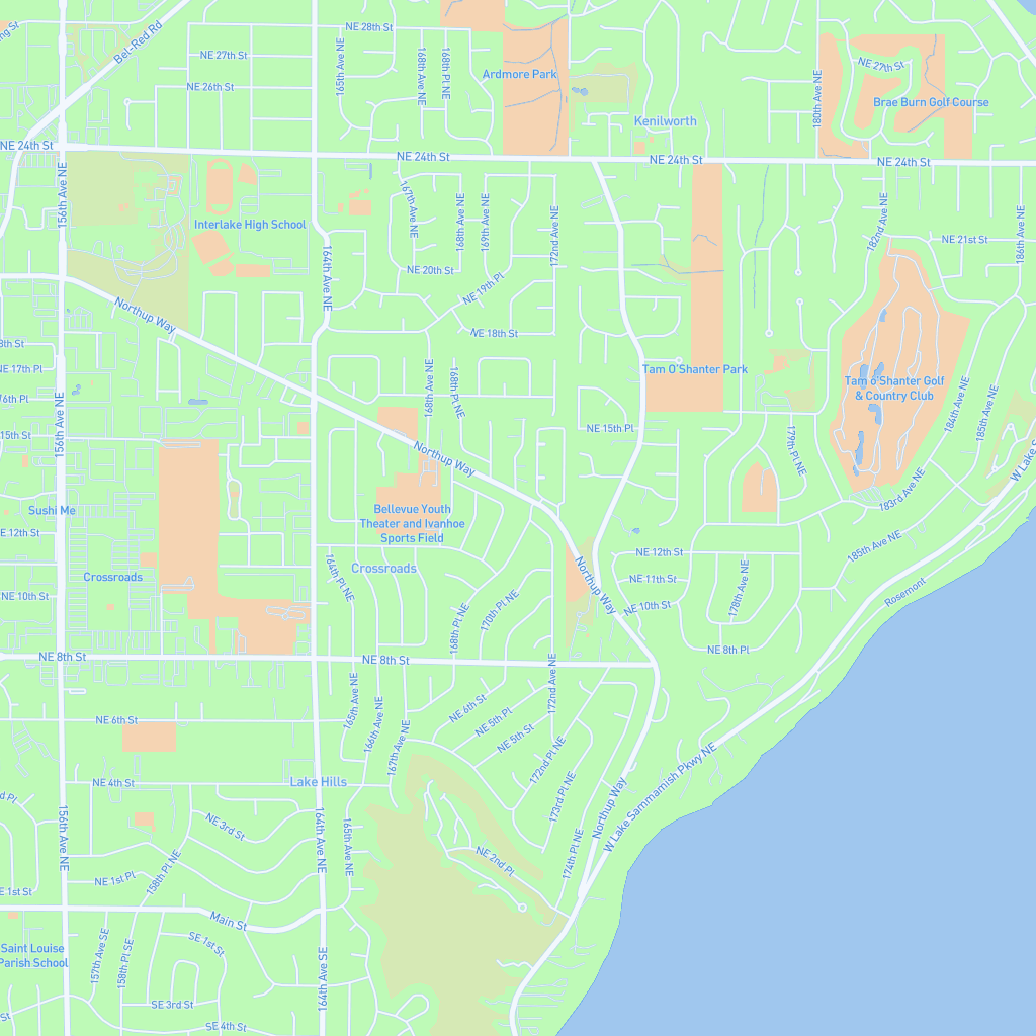 Bel-Red Rd
NE 28th St
NE 27th St
NE 26th St
165th Ave NE
168th Ave NE
168th Pl NE
Ardmore Park
Kenilworth
180th Ave NE
NE 27th St
Brae Burn Golf Course
NE 24th St
NE 24th St
NE 24th St
NE 24th St
156th Ave NE
Interlake High School
164th Ave NE
167th Ave NE
168th Ave NE
169th Ave NE
172nd Ave NE
NE 20th St
NE 19th Pl
NE 18th St
182nd Ave NE
NE 21st St
186th Ave NE
Northup Way
NE 17th Pl
156th Ave NE
168th Ave NE
168th Pl NE
Tam O'Shanter Park
Tam o'Shanter Golf
& Country Club
184th Ave NE
185th Ave NE
15th St
NE 15th Pl
179th Pl NE
Northup Way
183rd Ave NE
W Lake S
Sushi Me
Bellevue Youth
Theater and Ivanhoe
Sports Field
E 12th St
NE 12th St
185th Ave NE
Crossroads
Crossroads
164th Pl NE
NE 11th St
178th Ave NE
Rosemont
NE 10th St
NE 10th St
Northup Way
168th Pl NE
170th Pl NE
NE 8th St
NE 8th St
NE 8th Pl
172nd Ave NE
165th Ave NE
166th Ave NE
167th Ave NE
NE 6th St
NE 6th St
NE 5th Pl
NE 5th St
172nd Pl NE
173rd Pl NE
Northup Way
W Lake Sammamish Pkwy NE
NE 4th St
Lake Hills
156th Ave NE
164th Ave NE
165th Ave NE
NE 3rd St
NE 2nd Pl
174th Pl NE
158th Pl NE
NE 1st Pl
E 1st St
Main St
SE 1st St
Saint Louise
Parish School
157th Ave SE
158th Pl SE
164th Ave SE
SE 3rd St
SE 4th St